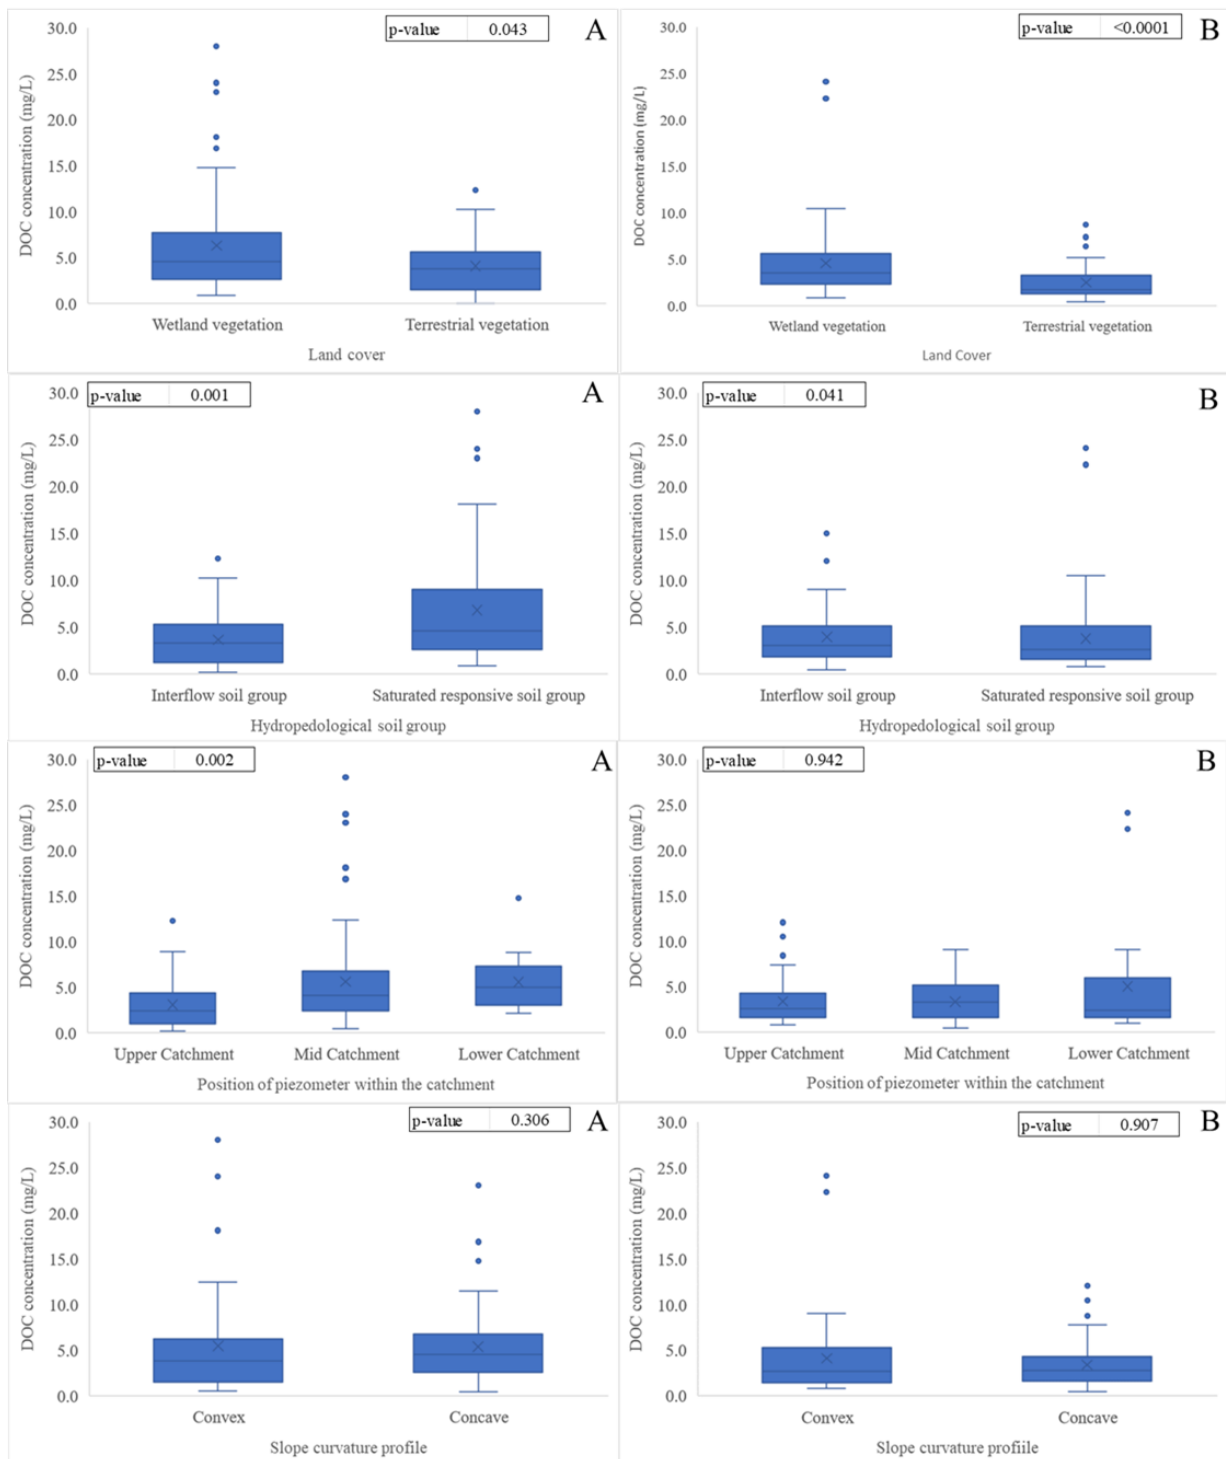 p-value 0.043 A
30.0
25.0
20.0
15.0
10.0
5.0
0.0
DOC concentration (mg/L)
Wetland vegetation Terrestrial vegetation
Land cover
p-value <0.0001 B
30.0
25.0
20.0
15.0
10.0
5.0
0.0
DOC concentration (mg/L)
Wetland vegetation Terrestrial vegetation
Land Cover
p-value 0.001 A
30.0
25.0
20.0
15.0
10.0
5.0
0.0
DOC concentration (mg/L)
Interflow soil group Saturated responsive soil group
Hydropedological soil group
p-value 0.041 B
30.0
25.0
20.0
15.0
10.0
5.0
0.0
DOC concentration (mg/L)
Interflow soil group Saturated responsive soil group
Hydropedological soil group
p-value 0.002 A
30.0
25.0
20.0
15.0
10.0
5.0
0.0
DOC concentration (mg/L)
Upper Catchment Mid Catchment Lower Catchment
Position of piezometer within the catchment
p-value 0.942 B
30.0
25.0
20.0
15.0
10.0
5.0
0.0
DOC concentration (mg/L)
Upper Catchment Mid Catchment Lower Catchment
Position of piezometer within the catchment
p-value 0.306 A
30.0
25.0
20.0
15.0
10.0
5.0
0.0
DOC concentration (mg/L)
Convex Concave
Slope curvature profiile
p-value 0.907 B
30.0
25.0
20.0
15.0
10.0
5.0
0.0
DOC concentration (mg/L)
Convex Concave
Slope curvature profiile